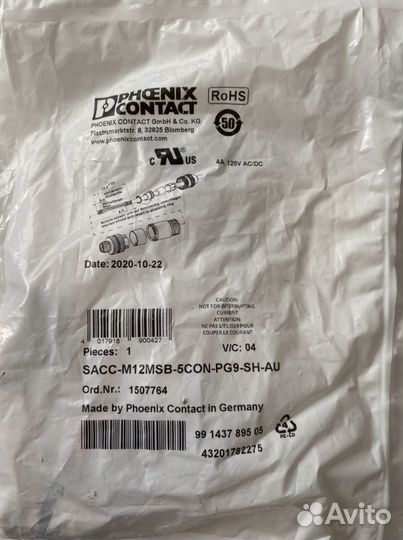 PHŒNIX
CONTACT
RoHS
PHOENIX CONTACT GmbH & Co. KG
Flachsmarktstr. 8, 32825 Blomberg
www.phoenixcontact.com
50
C US
4A 125V AC/DC
Date: 2020-10-22
CAUTION:
NOT FOR INTERRUPTING
CURRENT
ATTENTION:
NE PAS UTILISER POUR
COUPER LE COURANT
4 017918 900427
Pieces: 1
V/C: 04
SACC-M12MSB-5CON-PG9-SH-AU
Ord.Nr.: 1507764
Made by Phoenix Contact in Germany
99 1437 895 05
43201782275
4
PE-LD
Avito